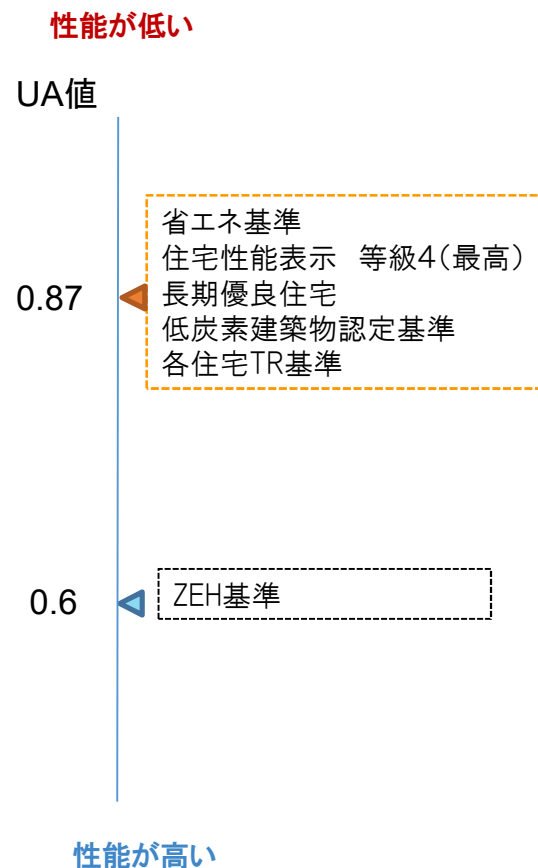 性能が低い
UA値
0.87
省エネ基準
住宅性能表示　等級4(最高)
長期優良住宅
低炭素建築物認定基準
各住宅TR基準
0.6
ZEH基準
性能が高い